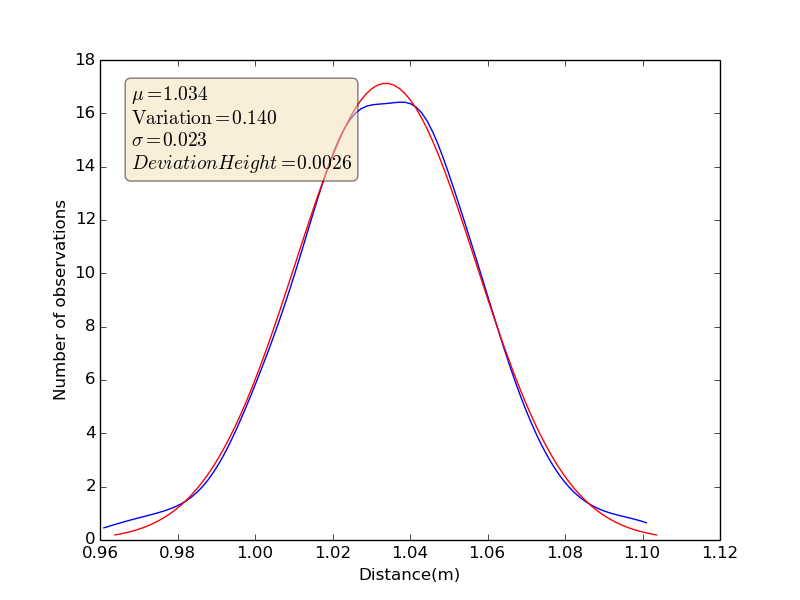 18
16
14
12
10
8
6
4
2
0
μ=1.034
Variation=0.140
σ=0.023
DeviationHeight=0.0026
Number of observations
0.96 0.98 1.00 1.02 1.04 1.06 1.08 1.10 1.12
Distance(m)